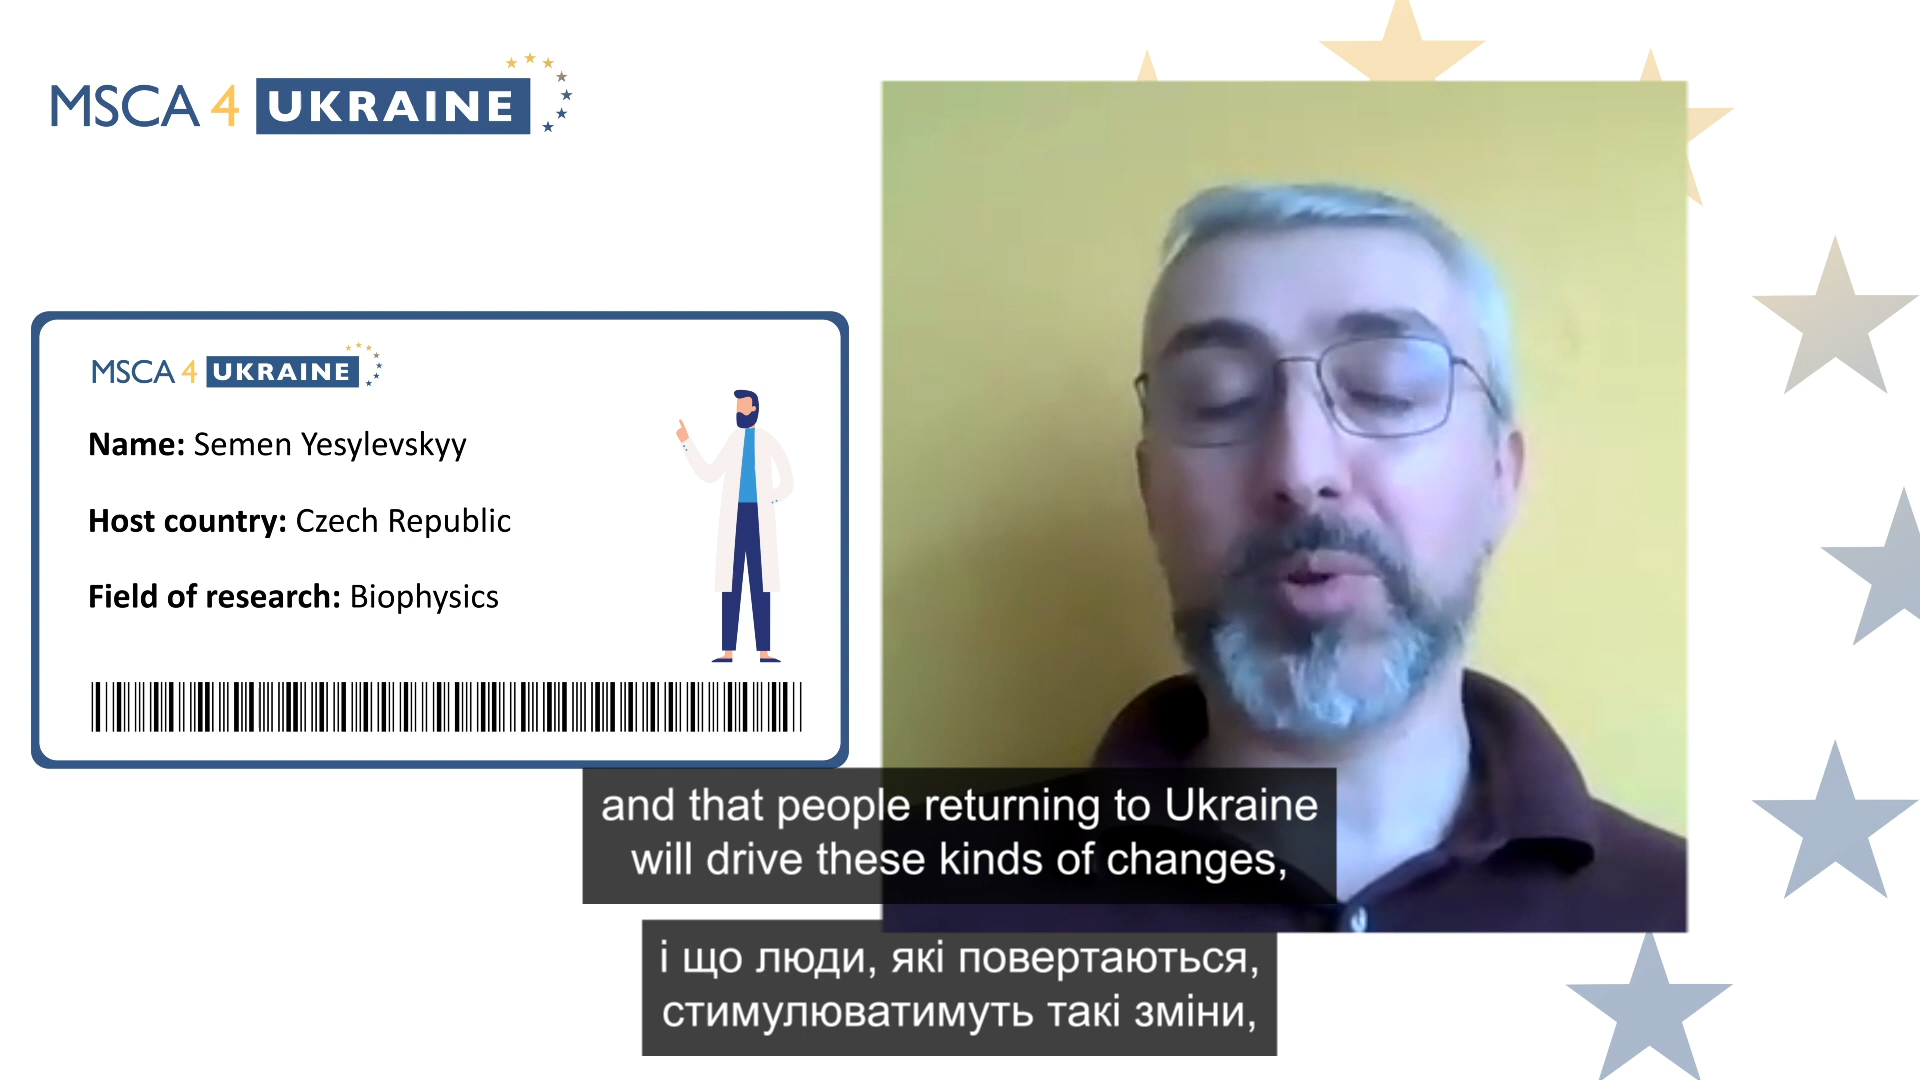 MSCA 4 UKRAINE
MSCA 4 UKRAINE
Name: Semen Yesylevskyy
Host country: Czech Republic
Field of research: Biophysics
and that people returning to Ukraine
will drive these kinds of changes,
і що люди, які повертаються,
стимулюватимуть такі зміни,